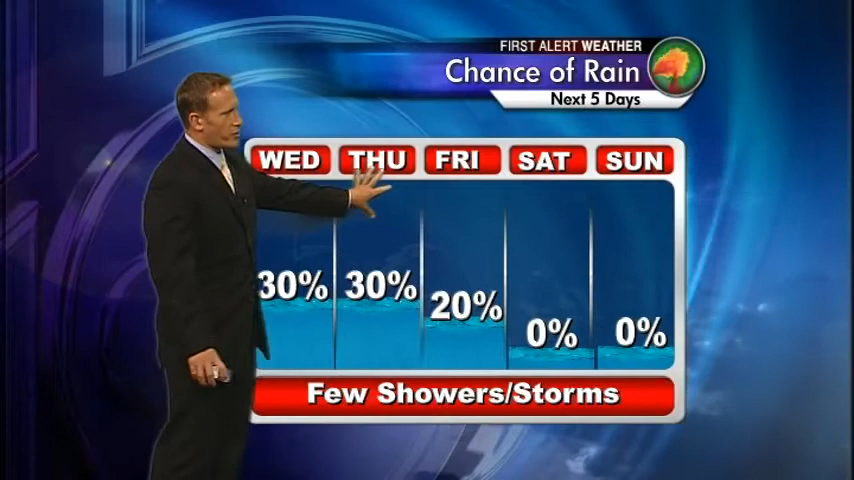 FIRST ALERT WEATHER
Chance of Rain
Next 5 Days
WED THU FRI SAT SUN
30% 30% 20% 0% 0%
Few Showers/Storms